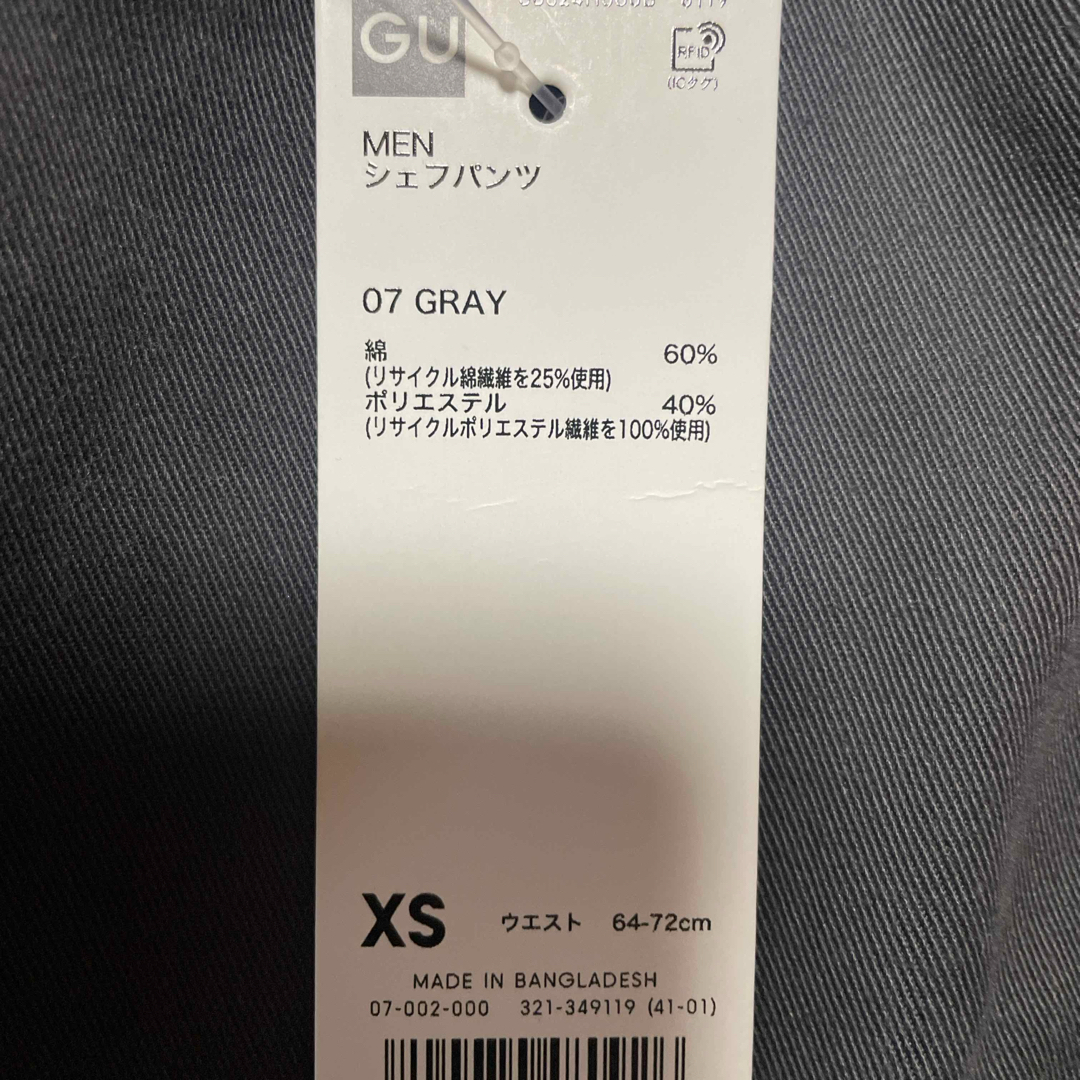 GU
RFID
(ICタグ)
MEN
シェフパンツ
07 GRAY
綿 60%
(リサイクル綿繊維を25%使用)
ポリエステル 40%
(リサイクルポリエステル繊維を100%使用)
XS ウエスト 64-72cm
MADE IN BANGLADESH
07-002-000 321-349119 (41-01)